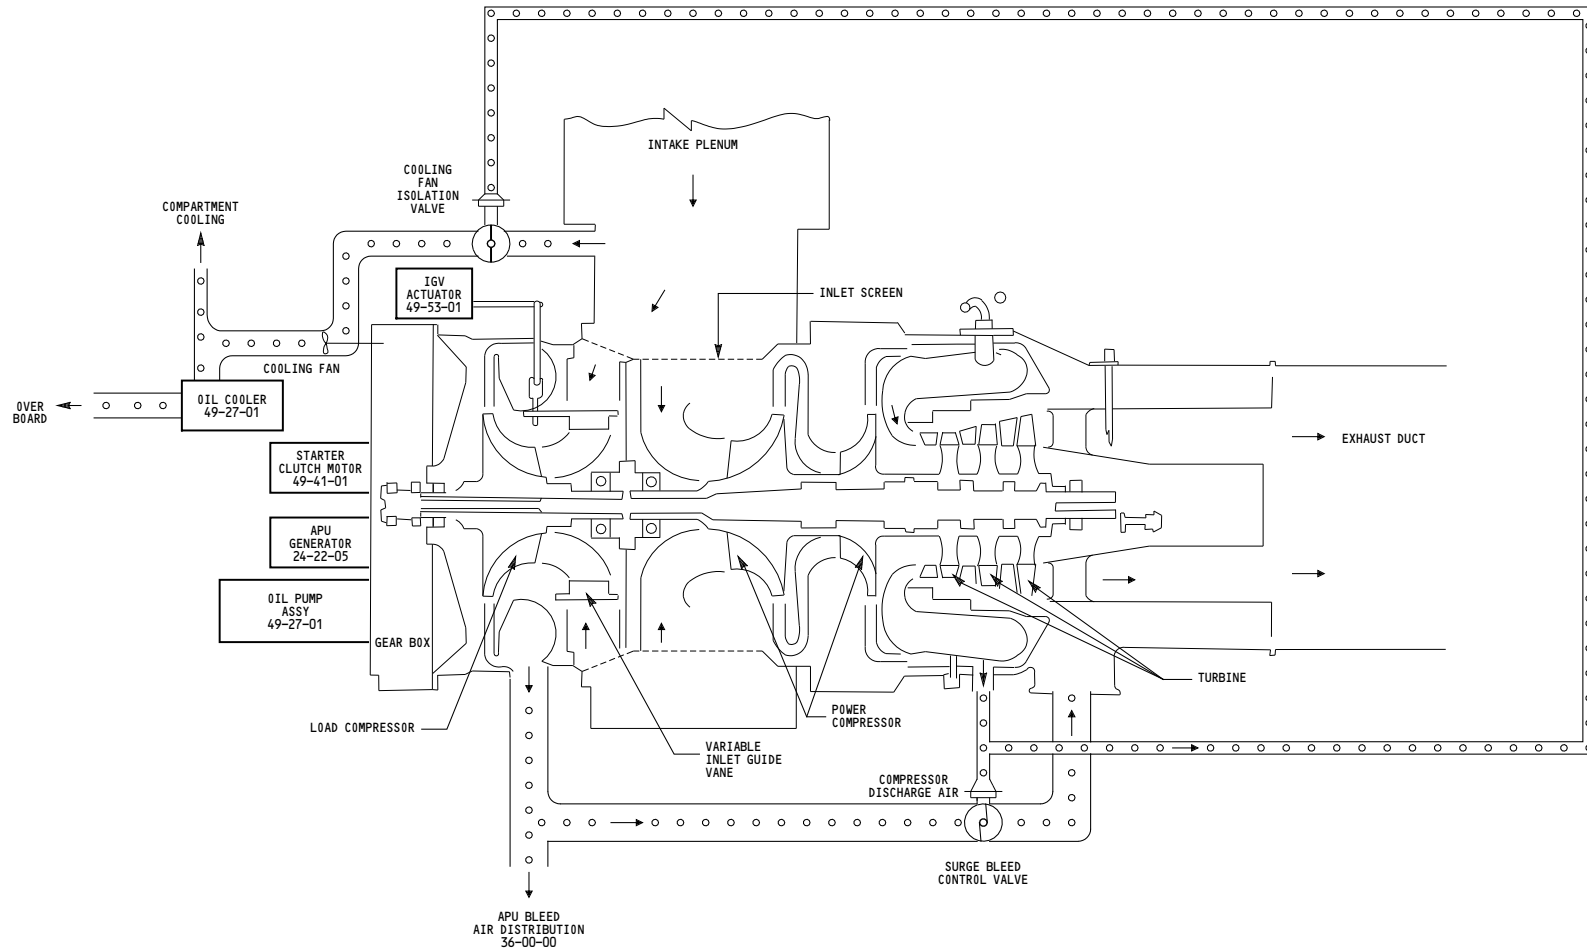 INTAKE PLENUM
COOLING
FAN
ISOLATION
VALVE
COMPARTMENT
COOLING
IGV
ACTUATOR
49-53-01
INLET SCREEN
COOLING FAN
OIL COOLER
49-27-01
OVER
BOARD
STARTER
CLUTCH MOTOR
49-41-01
EXHAUST DUCT
APU
GENERATOR
24-22-05
OIL PUMP
ASSY
49-27-01
GEAR BOX
TURBINE
LOAD COMPRESSOR
POWER
COMPRESSOR
VARIABLE
INLET GUIDE
VANE
COMPRESSOR
DISCHARGE AIR
SURGE BLEED
CONTROL VALVE
APU BLEED
AIR DISTRIBUTION
36-00-00